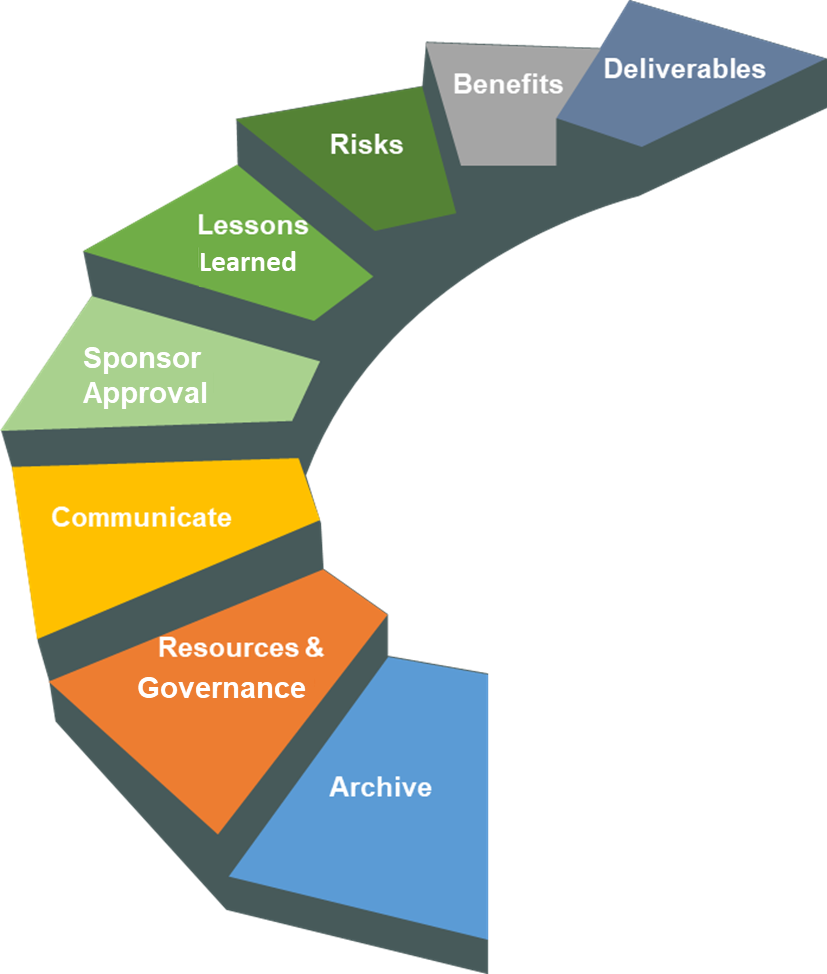 Deliverables
Benefits
Risks
Lessons
Learned
Sponsor
Approval
Communicate
Resources &
Governance
Archive